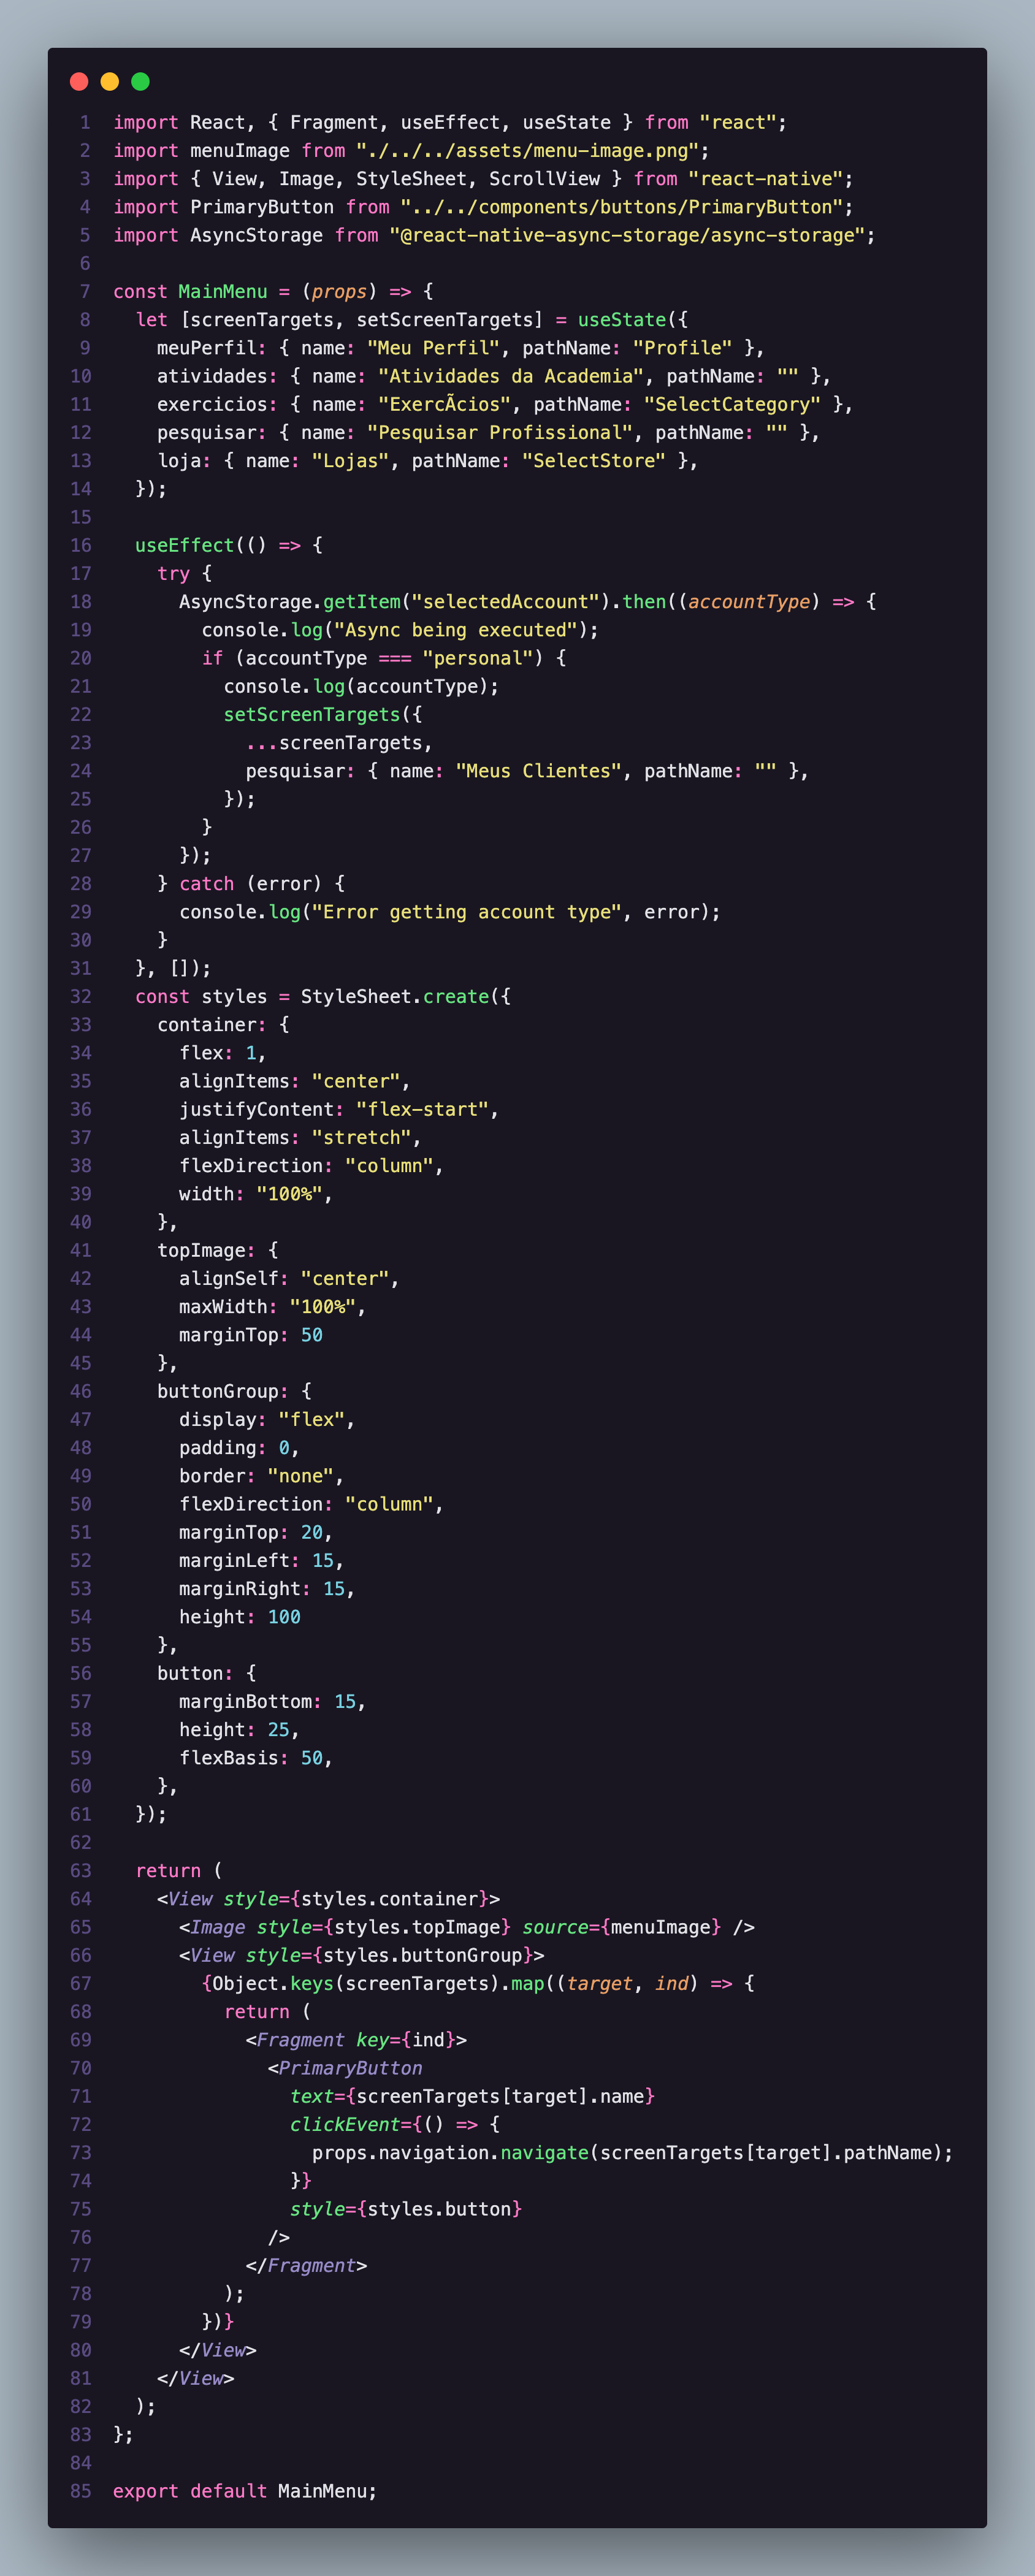 1 import React, { Fragment, useEffect, useState } from "react";
2 import menuImage from "./../../assets/menu-image.png";
3 import { View, Image, StyleSheet, ScrollView } from "react-native";
4 import PrimaryButton from "../../components/buttons/PrimaryButton";
5 import AsyncStorage from "@react-native-async-storage/async-storage";
6
7 const MainMenu = (props) => {
8   let [screenTargets, setScreenTargets] = useState({
9     meuPerfil: { name: "Meu Perfil", pathName: "Profile" },
10     atividades: { name: "Atividades da Academia", pathName: "" },
11     exercicios: { name: "ExercÃcios", pathName: "SelectCategory" },
12     pesquisar: { name: "Pesquisar Profissional", pathName: "" },
13     loja: { name: "Lojas", pathName: "SelectStore" },
14   });
15
16   useEffect(() => {
17     try {
18       AsyncStorage.getItem("selectedAccount").then((accountType) => {
19         console.log("Async being executed");
20         if (accountType === "personal") {
21           console.log(accountType);
22           setScreenTargets({
23             ...screenTargets,
24             pesquisar: { name: "Meus Clientes", pathName: "" },
25           });
26         }
27       });
28     } catch (error) {
29       console.log("Error getting account type", error);
30     }
31   }, []);
32   const styles = StyleSheet.create({
33     container: {
34       flex: 1,
35       alignItems: "center",
36       justifyContent: "flex-start",
37       alignItems: "stretch",
38       flexDirection: "column",
39       width: "100%",
40     },
41     topImage: {
42       alignSelf: "center",
43       maxWidth: "100%",
44       marginTop: 50
45     },
46     buttonGroup: {
47       display: "flex",
48       padding: 0,
49       border: "none",
50       flexDirection: "column",
51       marginTop: 20,
52       marginLeft: 15,
53       marginRight: 15,
54       height: 100
55     },
56     button: {
57       marginBottom: 15,
58       height: 25,
59       flexBasis: 50,
60     },
61   });
62
63   return (
64     <View style={styles.container}>
65       <Image style={styles.topImage} source={menuImage} />
66       <View style={styles.buttonGroup}>
67         {Object.keys(screenTargets).map((target, ind) => {
68           return (
69             <Fragment key={ind}>
70               <PrimaryButton
71                 text={screenTargets[target].name}
72                 clickEvent={() => {
73                   props.navigation.navigate(screenTargets[target].pathName);
74                 }}
75                 style={styles.button}
76               />
77             </Fragment>
78           );
79         })}
80       </View>
81     </View>
82   );
83 };
84
85 export default MainMenu;